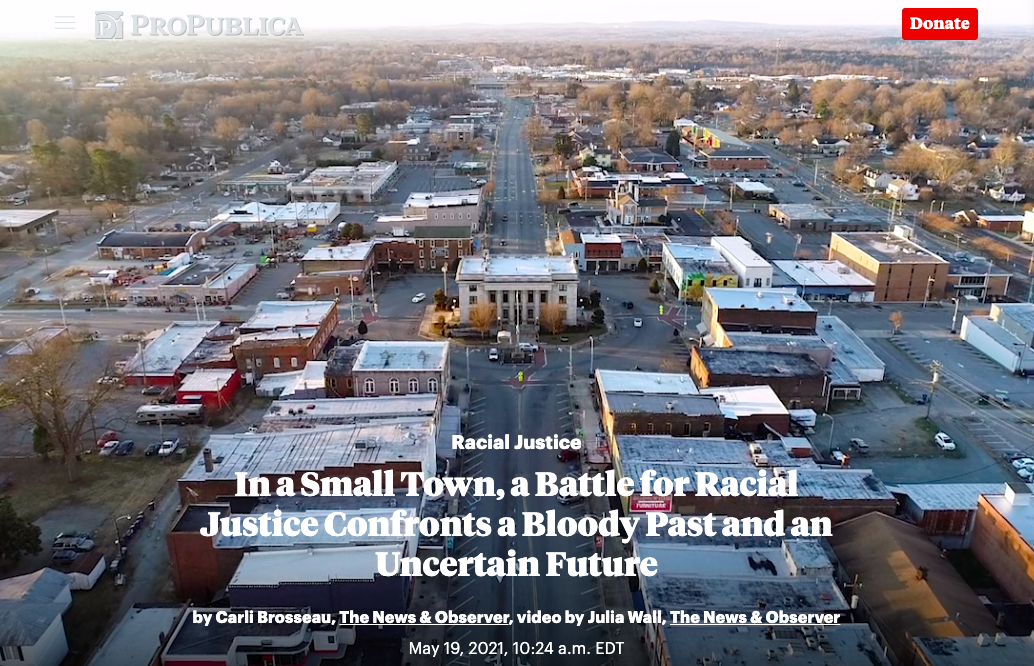 PROPUBLICA
Donate
Racial Justice
In a Small Town, a Battle for Racial
Justice Confronts a Bloody Past and an
Uncertain Future
FURNITURE
by Carli Brosseau, The News & Observer, video by Julia Wall, The News & Observer
May 19, 2021, 10:24 a.m. EDT